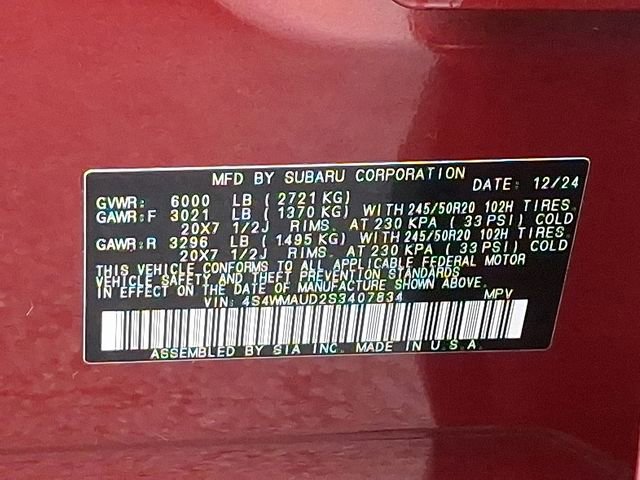 MFD BY SUBARU CORPORATION
DATE: 12/24
GVWR: 6000 LB ( 2721 KG)
GAWR:F 3021 LB ( 1370 KG) WITH 245/50R20 102H TIRES.
20X7 1/2J RIMS. AT 230 KPA ( 33 PSI) COLD
GAWR:R 3296 LB ( 1495 KG) WITH 245/50R20 102H TIRES.
20X7 1/2J RIMS. AT 230 KPA ( 33 PSI) COLD
THIS VEHICLE CONFORMS TO ALL APPLICABLE FEDERAL MOTOR
VEHICLE SAFETY AND THEFT PREVENTION STANDARDS
IN EFFECT ON THE DATE OF MANUFACTURE SHOWN ABOVE.
VIN: 4S4WMAUD2S3407834 MPV
ASSEMBLED BY SIA INC. MADE IN U.S.A.